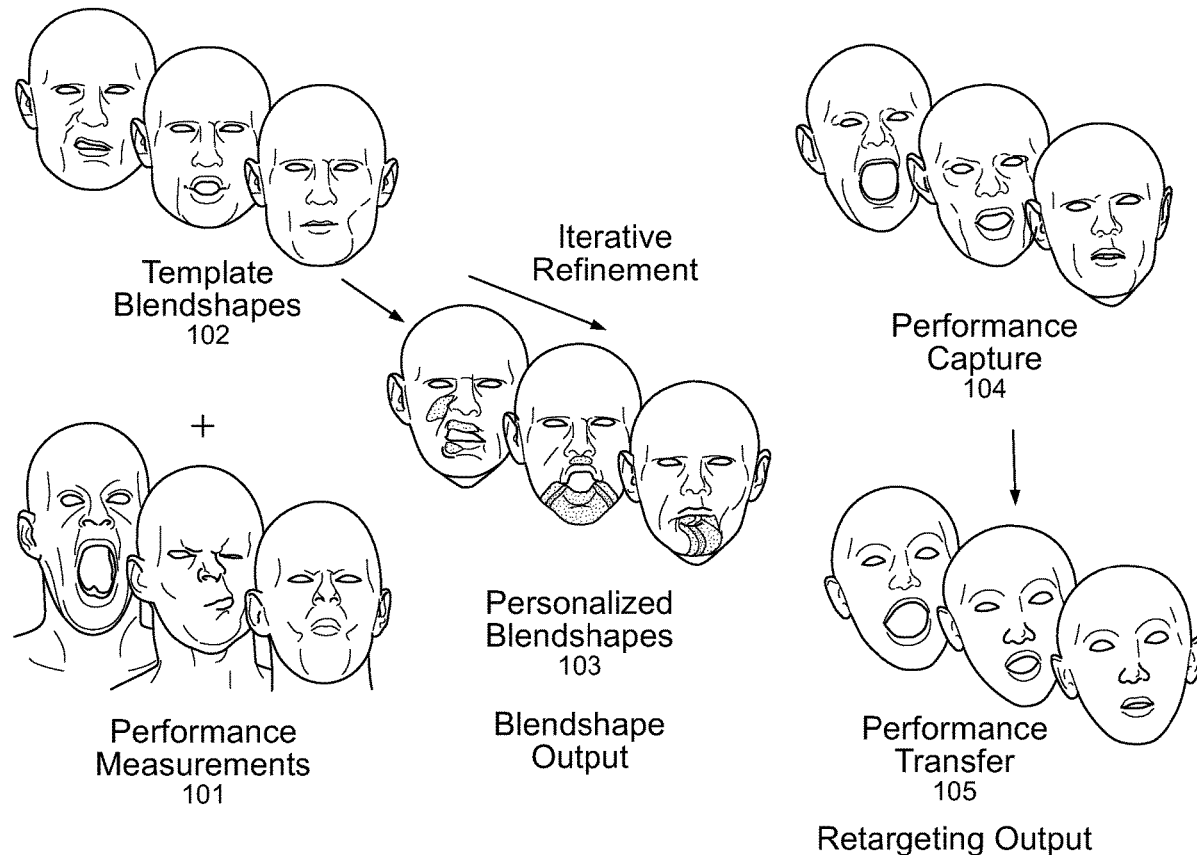 Template
Blendshapes
102
+
Performance
Measurements
101
Iterative
Refinement
Personalized
Blendshapes
103
Blendshape
Output
Performance
Capture
104
Performance
Transfer
105
Retargeting Output